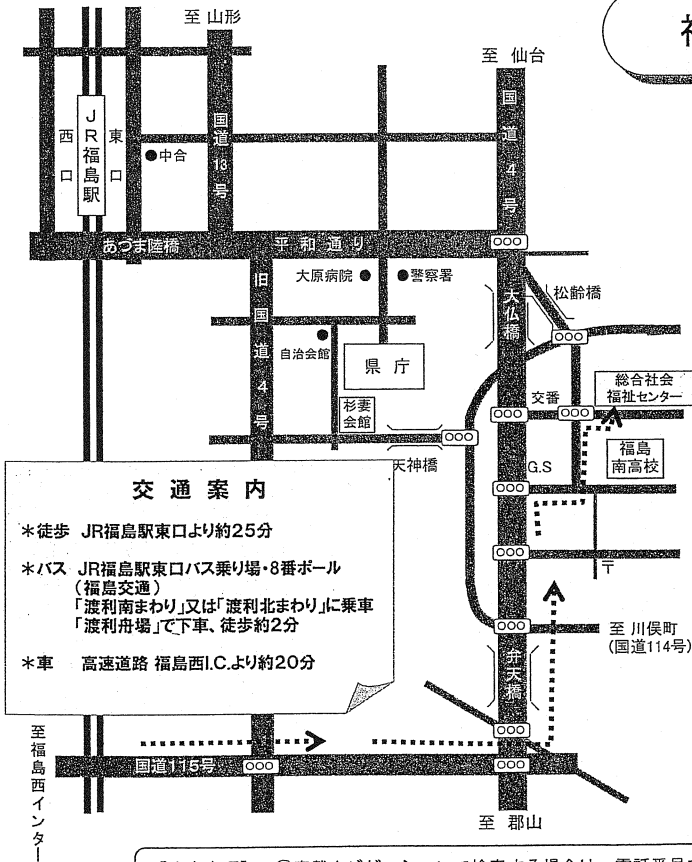 至 山形
至 仙台
国道4号
国道13号
JR福島駅
西口
東口
●中合
あづま陸橋
平和通り
旧国道4号
大原病院●
●警察署
大仏橋
松齢橋
自治会館
県庁
杉妻
会館
交番
総合社会
福祉センター
天神橋
G.S
福島
南高校
〒
交通案内
*徒歩 JR福島駅東口より約25分
*バス JR福島駅東口バス乗り場・8番ポール
(福島交通)
「渡利南まわり」又は「渡利北まわり」に乗車
「渡利舟場」で下車、徒歩約2分
*車 高速道路 福島西I.C.より約20分
至 川俣町
(国道114号)
弁天橋
国道115号
至福島西インター
至 郡山